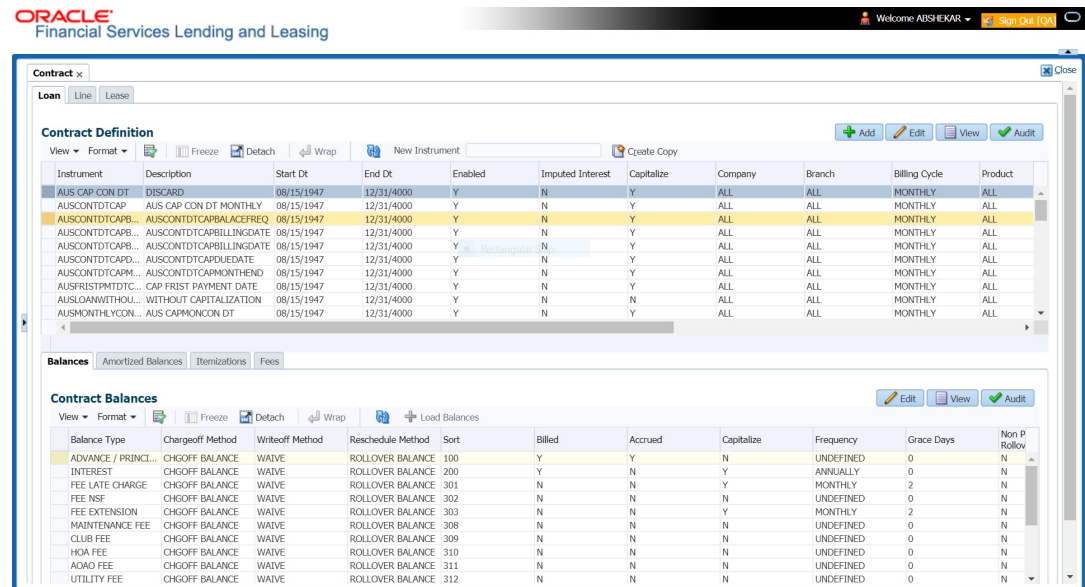 ORACLE
Financial Services Lending and Leasing
Welcome ABSHEKAR Sign Out [QA]
Contract × Close
Loan Line Lease
Contract Definition Add Edit View Audit
View Format Freeze Detach Wrap New Instrument Create Copy
Instrument Description Start Dt End Dt Enabled Imputed Interest Capitalize Company Branch Billing Cycle Product
AUS CAP CON DT DISCARD 08/15/1947 12/31/4000 Y N Y ALL ALL MONTHLY ALL
AUSCONTDTCAP AUS CAP CON DT MONTHLY 08/15/1947 12/31/4000 Y N Y ALL ALL MONTHLY ALL
AUSCONTDTCAPB... AUSCONTDTCAPBALACEFREQ 08/15/1947 12/31/4000 Y N Y ALL ALL MONTHLY ALL
AUSCONTDTCAPB... AUSCONTDTCAPBILLINGDATE 08/15/1947 12/31/4000 Y N Y ALL ALL MONTHLY ALL
AUSCONTDTCAPB... AUSCONTDTCAPBILLINGDATE 08/15/1947 12/31/4000 Y N Y ALL ALL MONTHLY ALL
AUSCONTDTCAPD... AUSCONTDTCAPDUEDATE 08/15/1947 12/31/4000 Y N Y ALL ALL MONTHLY ALL
AUSCONTDTCAPM... AUSCONTDTCAPMONTHEND 08/15/1947 12/31/4000 Y N Y ALL ALL MONTHLY ALL
AUSFRISTPMTDTC... CAP FRIST PAYMENT DATE 08/15/1947 12/31/4000 Y N Y ALL ALL MONTHLY ALL
AUSLOANWITHOU... WITHOUT CAPITALIZATION 08/15/1947 12/31/4000 Y N N ALL ALL MONTHLY ALL
AUSMONTHLYCON... AUS CAPMONCON DT 08/15/1947 12/31/4000 Y N Y ALL ALL MONTHLY ALL
Balances Amortized Balances Itemizations Fees
Contract Balances Edit View Audit
View Format Freeze Detach Wrap Load Balances
Balance Type Chargeoff Method Writeoff Method Reschedule Method Sort Billed Accrued Capitalize Frequency Grace Days Non P
Rollov
ADVANCE / PRINCI... CHGOFF BALANCE WAIVE ROLLOVER BALANCE 100 Y Y N UNDEFINED 0 N
INTEREST CHGOFF BALANCE WAIVE ROLLOVER BALANCE 200 Y N Y ANNUALLY 0 N
FEE LATE CHARGE CHGOFF BALANCE WAIVE ROLLOVER BALANCE 301 N N Y MONTHLY 2 N
FEE NSF CHGOFF BALANCE WAIVE ROLLOVER BALANCE 302 N N N UNDEFINED 0 N
FEE EXTENSION CHGOFF BALANCE WAIVE ROLLOVER BALANCE 303 N N Y MONTHLY 2 N
MAINTENANCE FEE CHGOFF BALANCE WAIVE ROLLOVER BALANCE 308 N N N UNDEFINED 0 N
CLUB FEE CHGOFF BALANCE WAIVE ROLLOVER BALANCE 309 N N N UNDEFINED 0 N
HOA FEE CHGOFF BALANCE WAIVE ROLLOVER BALANCE 310 N N N UNDEFINED 0 N
AOAO FEE CHGOFF BALANCE WAIVE ROLLOVER BALANCE 311 N N N UNDEFINED 0 N
UTILITY FEE CHGOFF BALANCE WAIVE ROLLOVER BALANCE 312 N N N UNDEFINED 0 N